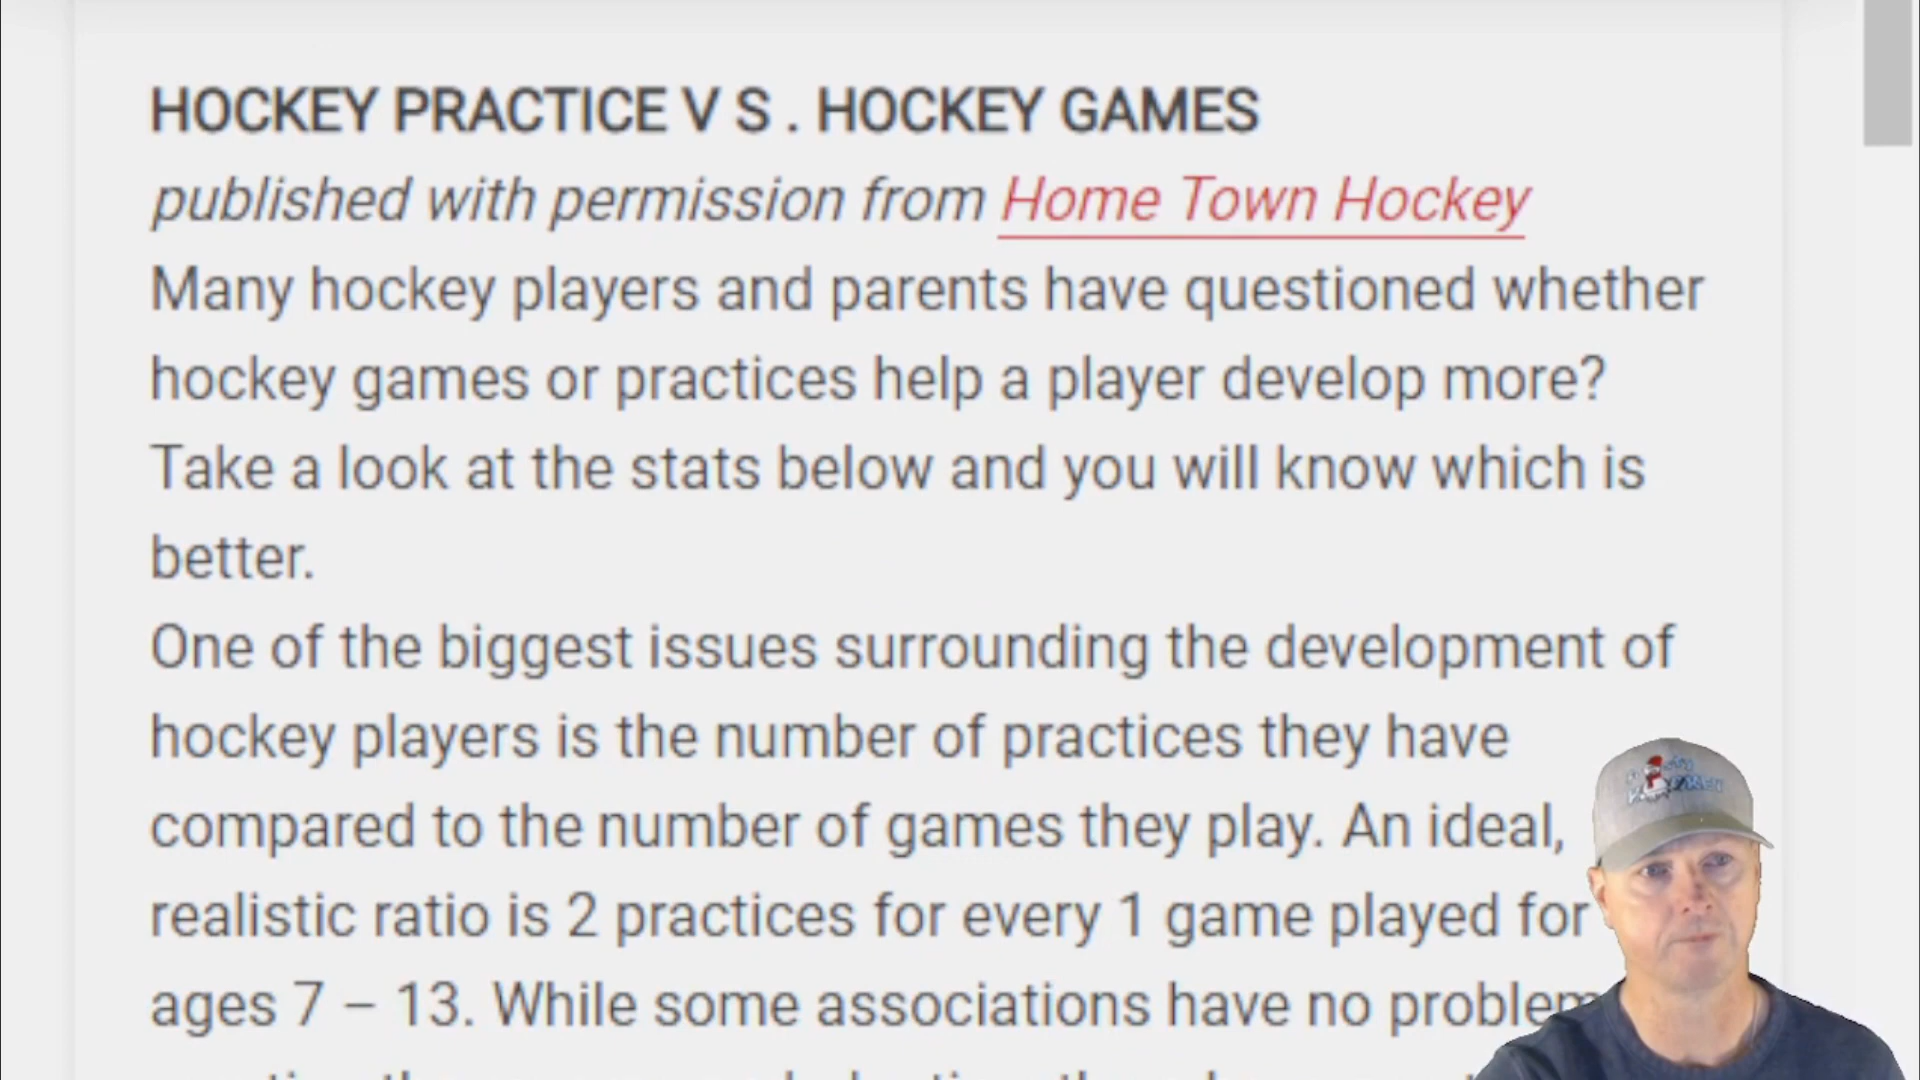 HOCKEY PRACTICE V S . HOCKEY GAMES
published with permission from Home Town Hockey
Many hockey players and parents have questioned whether
hockey games or practices help a player develop more?
Take a look at the stats below and you will know which is
better.
One of the biggest issues surrounding the development of
hockey players is the number of practices they have
compared to the number of games they play. An ideal,
realistic ratio is 2 practices for every 1 game played for
ages 7 – 13. While some associations have no problem